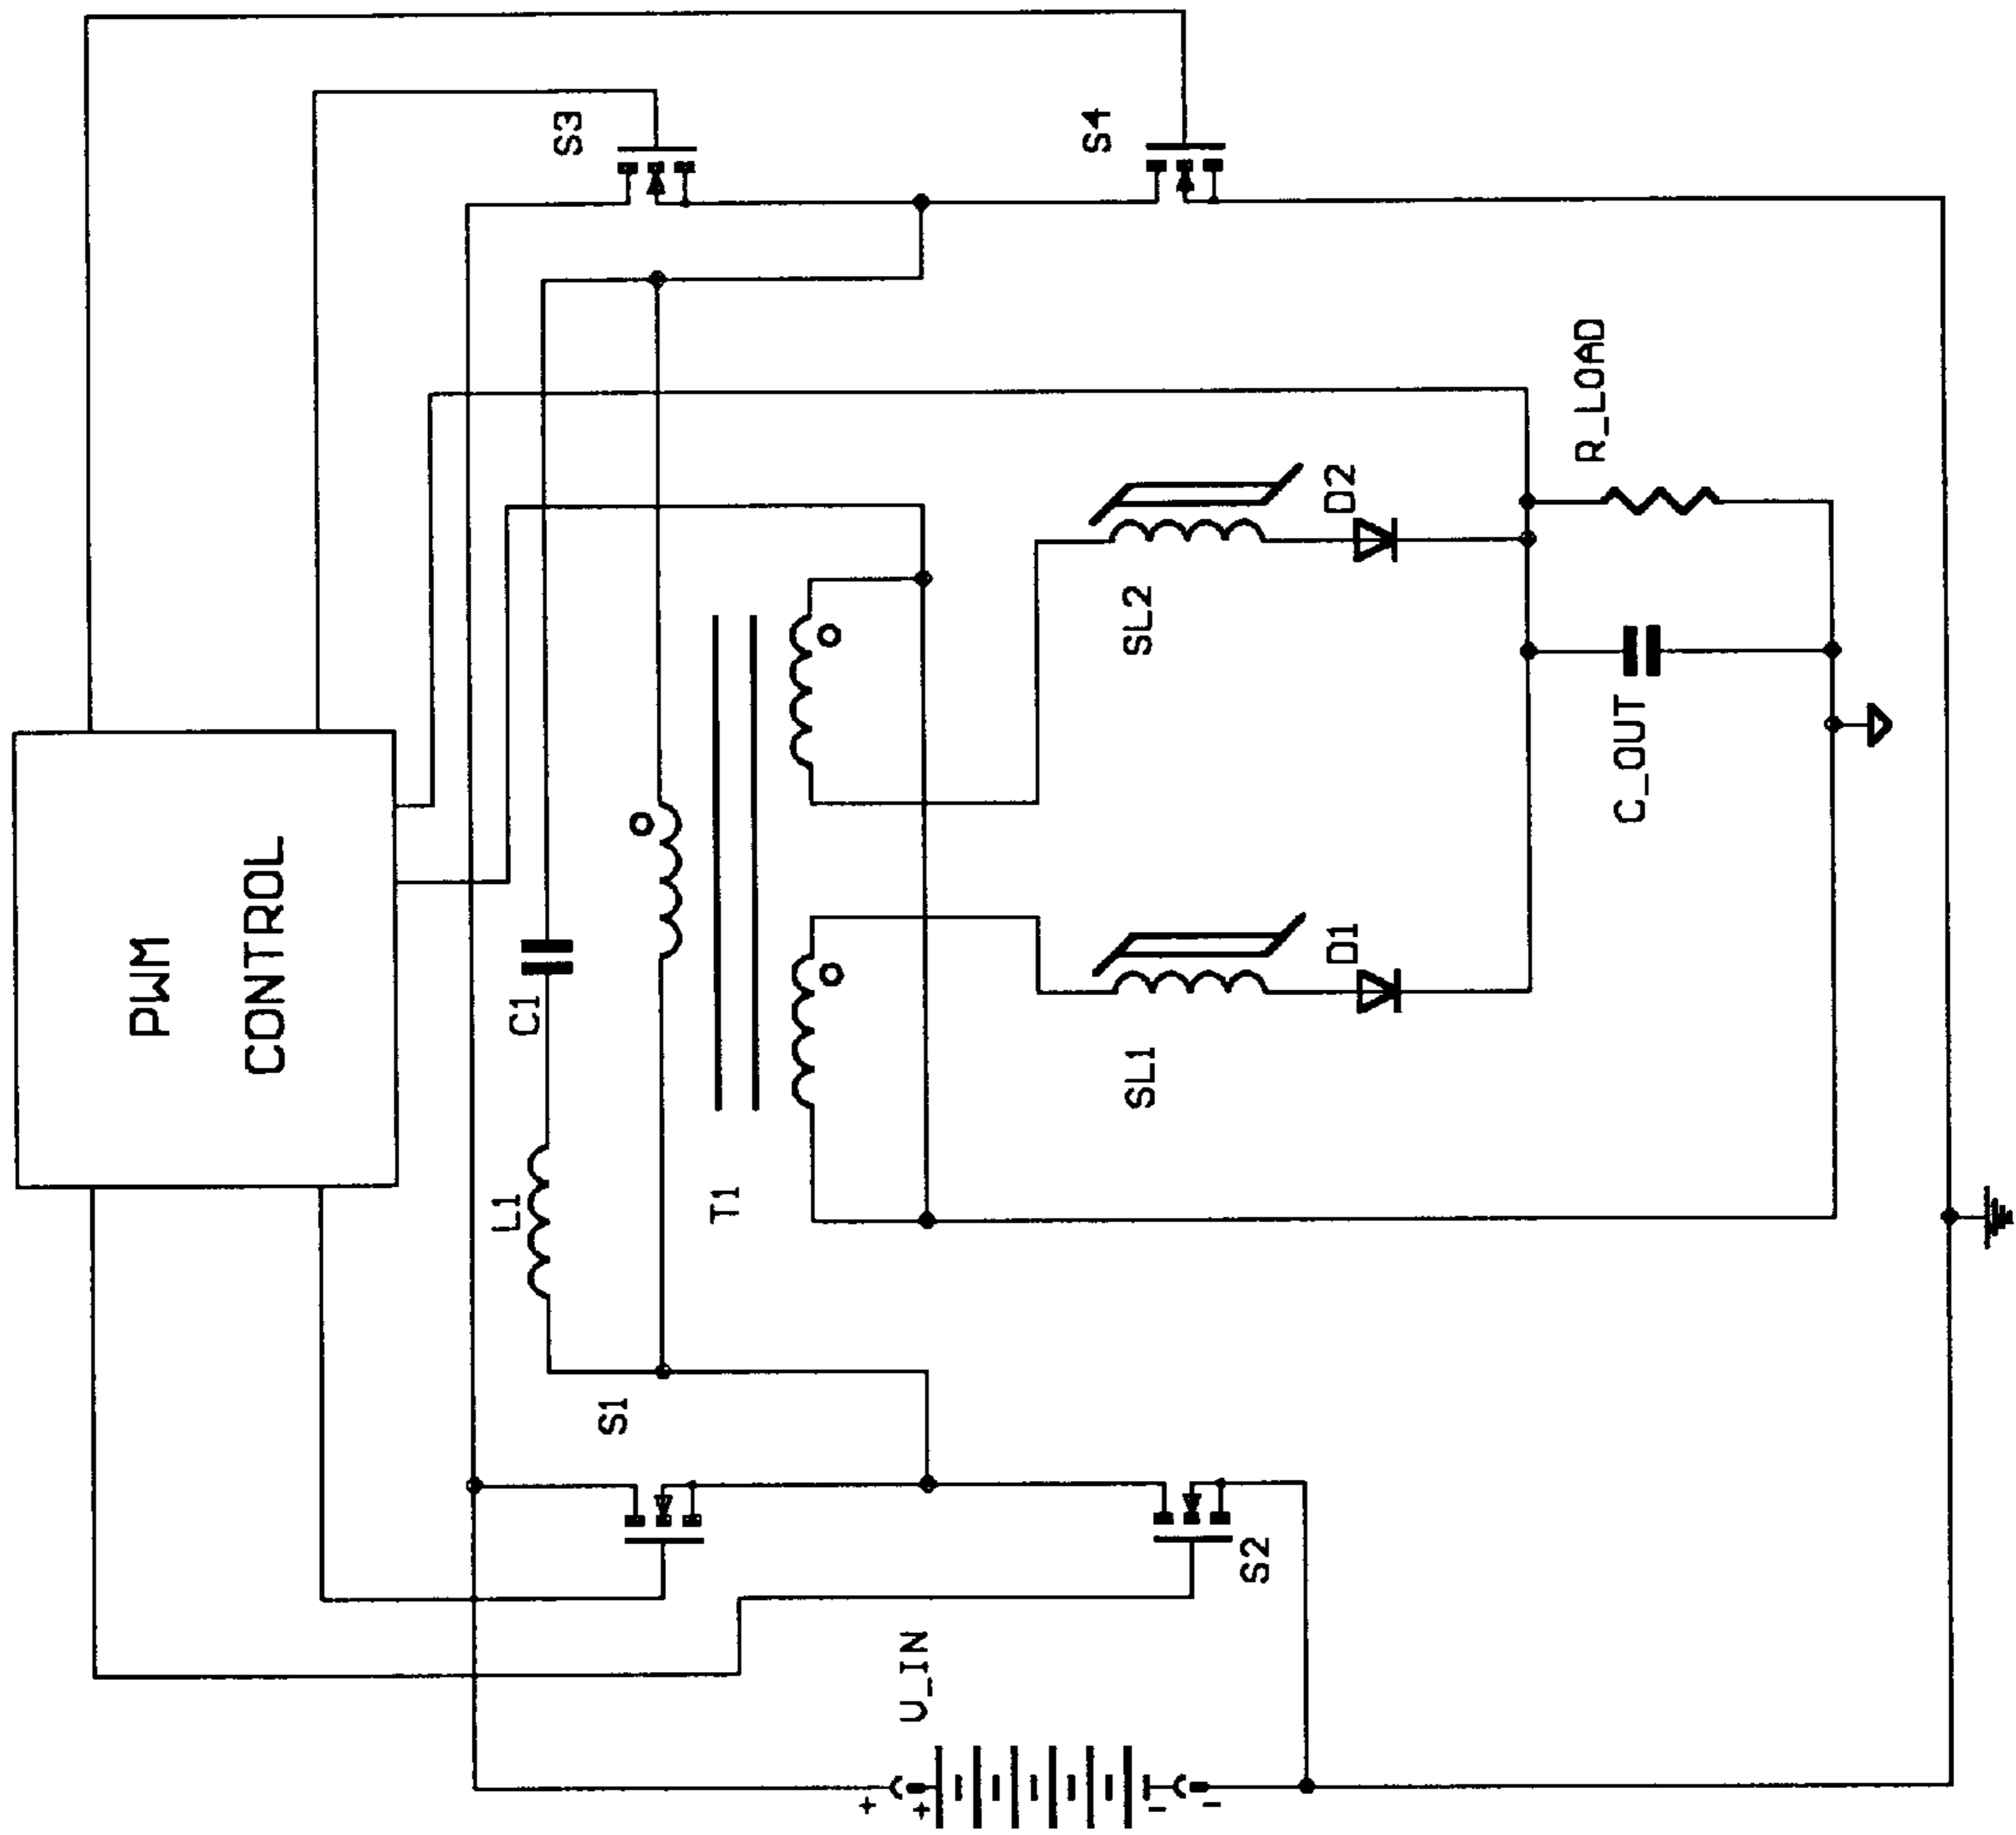 PWM
CONTROL
S3
S4
R_LOAD
D2
SL2
C_OUT
C1
D1
SL1
L1
T1
S1
S2
U_IN
+
+
-
-